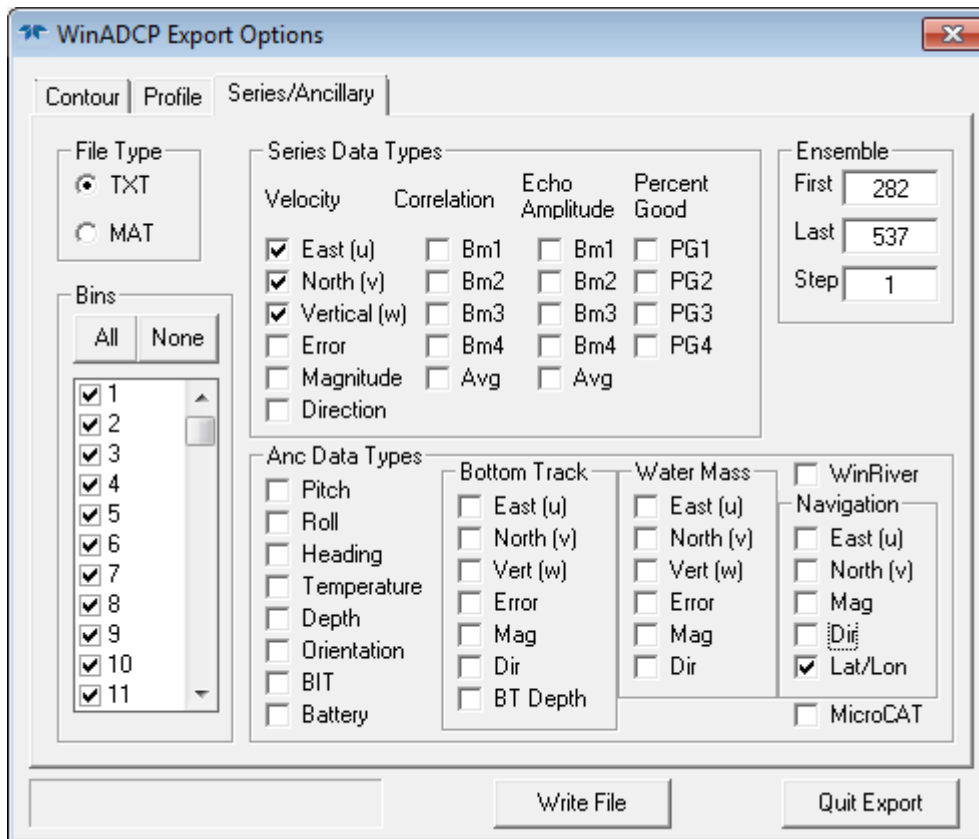 WinADCP Export Options
Contour Profile Series/Ancillary
File Type
TXT
MAT
Bins
All None
1
2
3
4
5
6
7
8
9
10
11
Series Data Types
Velocity Correlation Echo Amplitude Percent Good
East (u) Bm1 Bm1 PG1
North (v) Bm2 Bm2 PG2
Vertical (w) Bm3 Bm3 PG3
Error Bm4 Bm4 PG4
Magnitude Avg Avg
Direction
Ensemble
First 282
Last 537
Step 1
Anc Data Types
Pitch
Roll
Heading
Temperature
Depth
Orientation
BIT
Battery
Bottom Track
East (u)
North (v)
Vert (w)
Error
Mag
Dir
BT Depth
Water Mass
East (u)
North (v)
Vert (w)
Error
Mag
Dir
WinRiver
Navigation
East (u)
North (v)
Mag
Dir
Lat/Lon
MicroCAT
Write File Quit Export